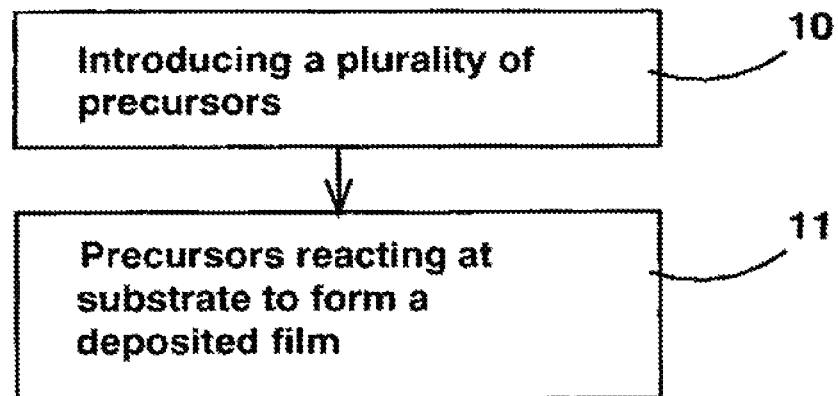 Introducing a plurality of
precursors
10
Precursors reacting at
substrate to form a
deposited film
11